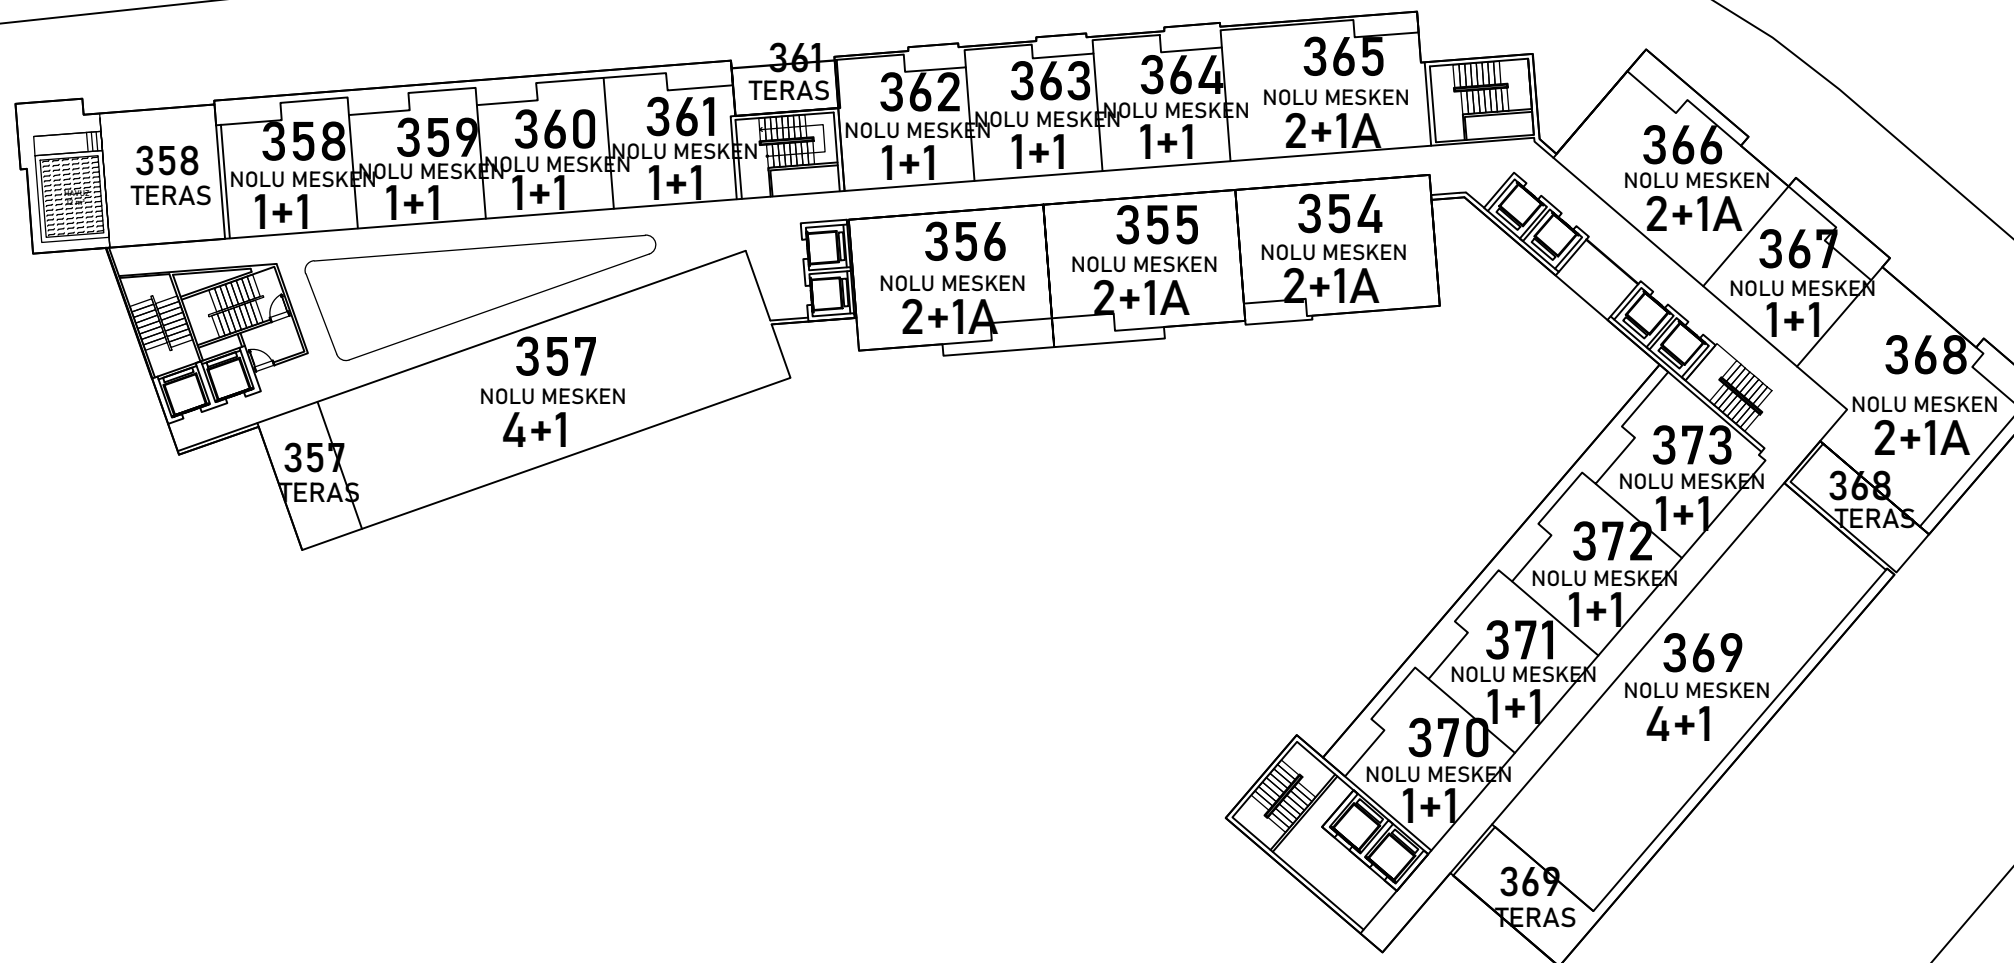 358
TERAS
358
NOLU MESKEN
1+1
359
NOLU MESKEN
1+1
360
NOLU MESKEN
1+1
361
NOLU MESKEN
1+1
361
TERAS
362
NOLU MESKEN
1+1
363
NOLU MESKEN
1+1
364
NOLU MESKEN
1+1
365
NOLU MESKEN
2+1A
366
NOLU MESKEN
2+1A
367
NOLU MESKEN
1+1
368
NOLU MESKEN
2+1A
368
TERAS
356
NOLU MESKEN
2+1A
355
NOLU MESKEN
2+1A
354
NOLU MESKEN
2+1A
357
NOLU MESKEN
4+1
357
TERAS
373
NOLU MESKEN
1+1
372
NOLU MESKEN
1+1
371
NOLU MESKEN
1+1
370
NOLU MESKEN
1+1
369
NOLU MESKEN
4+1
369
TERAS